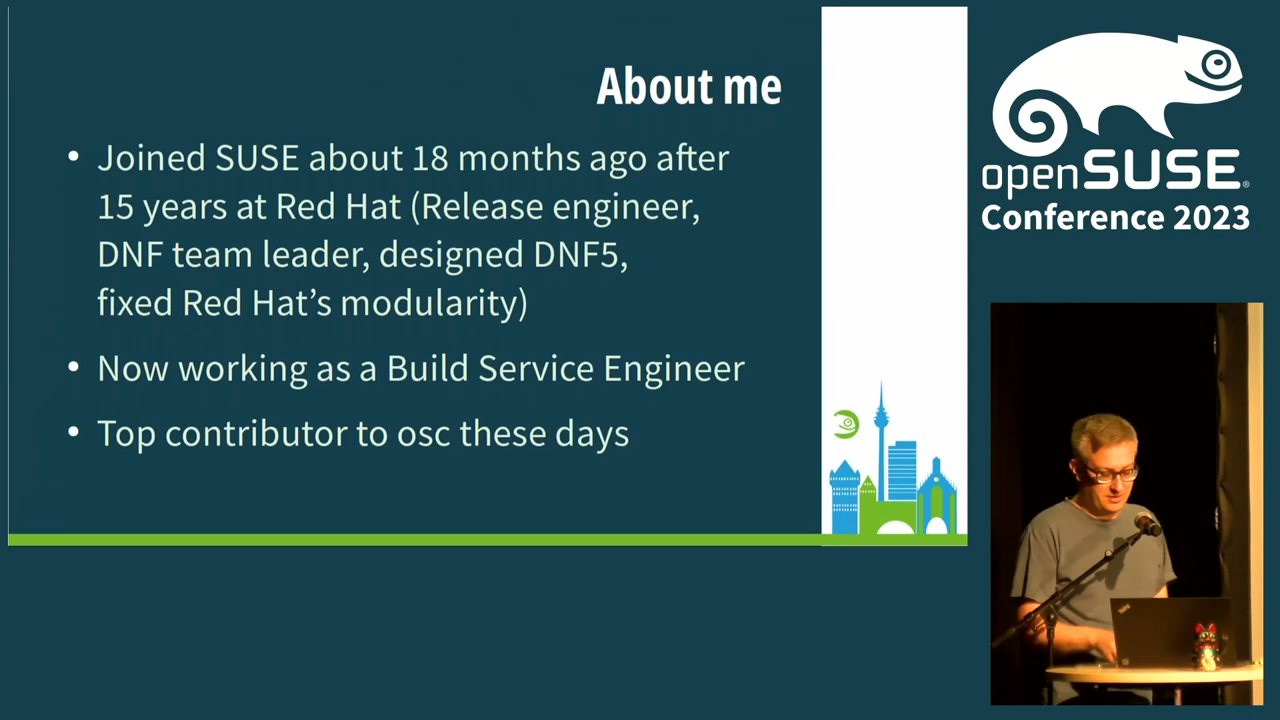 About me
• Joined SUSE about 18 months ago after
15 years at Red Hat (Release engineer,
DNF team leader, designed DNF5,
fixed Red Hat’s modularity)
• Now working as a Build Service Engineer
• Top contributor to osc these days
openSUSE®
Conference 2023
ThinkPad